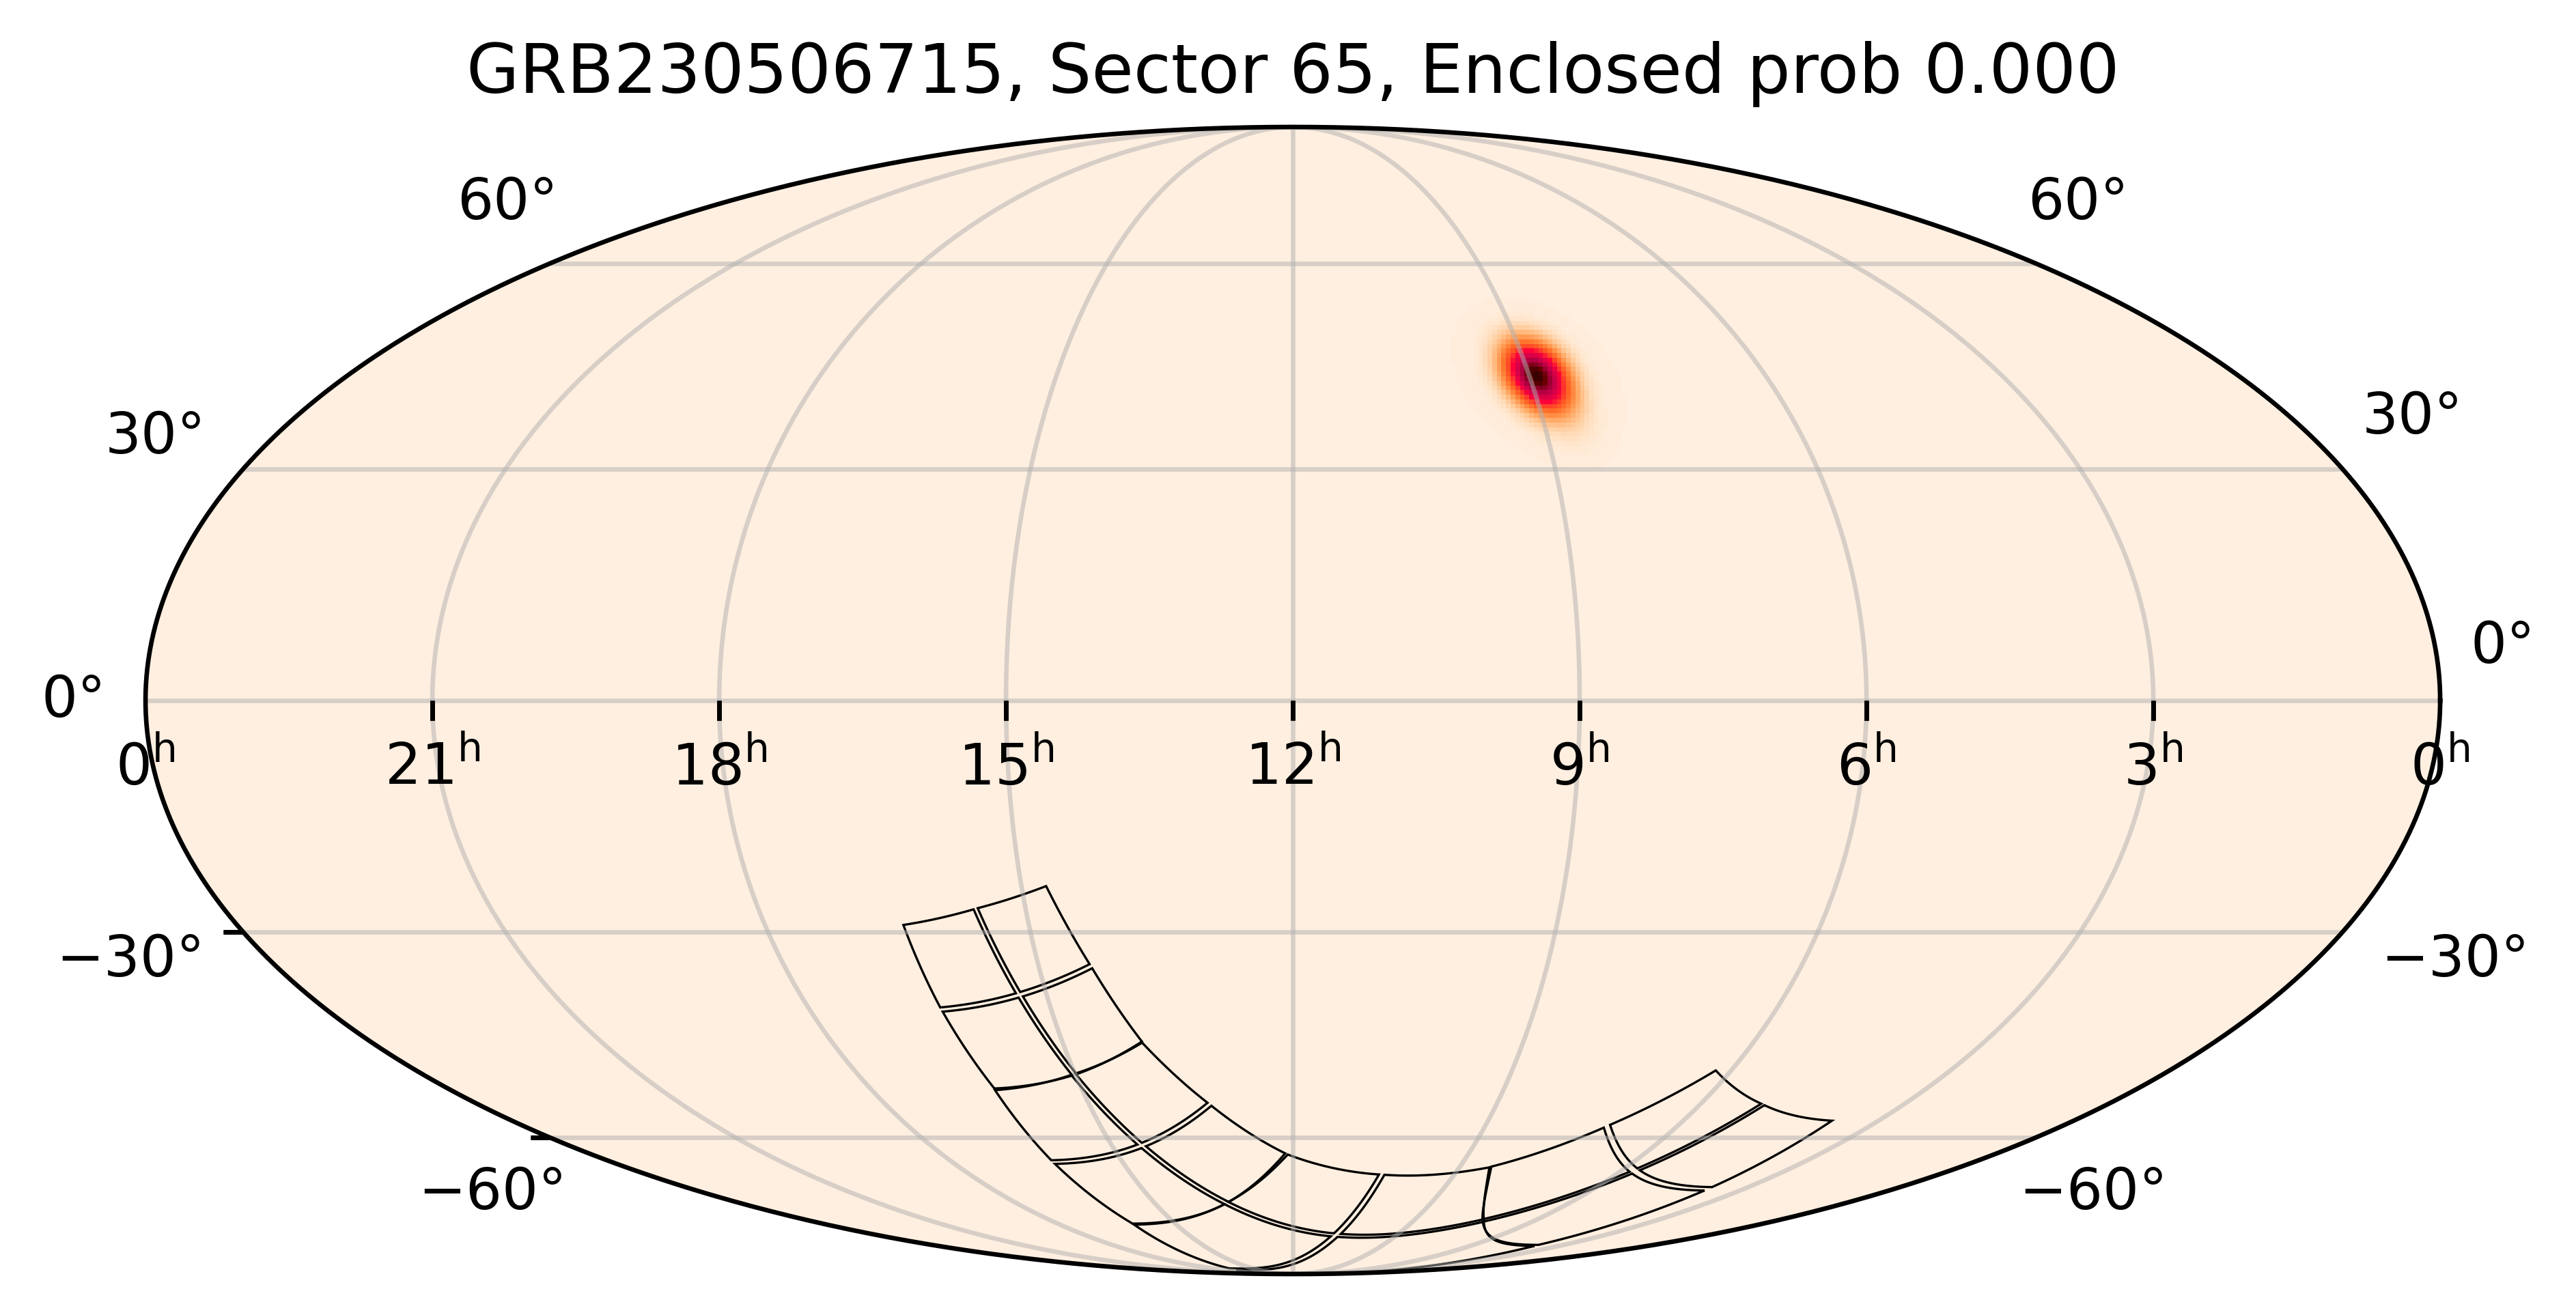 GRB230506715, Sector 65, Enclosed prob 0.000
60° 60°
30° 30°
0° 0°
0ʰ 21ʰ 18ʰ 15ʰ 12ʰ 9ʰ 6ʰ 3ʰ 0ʰ
−30° −30°
−60° −60°